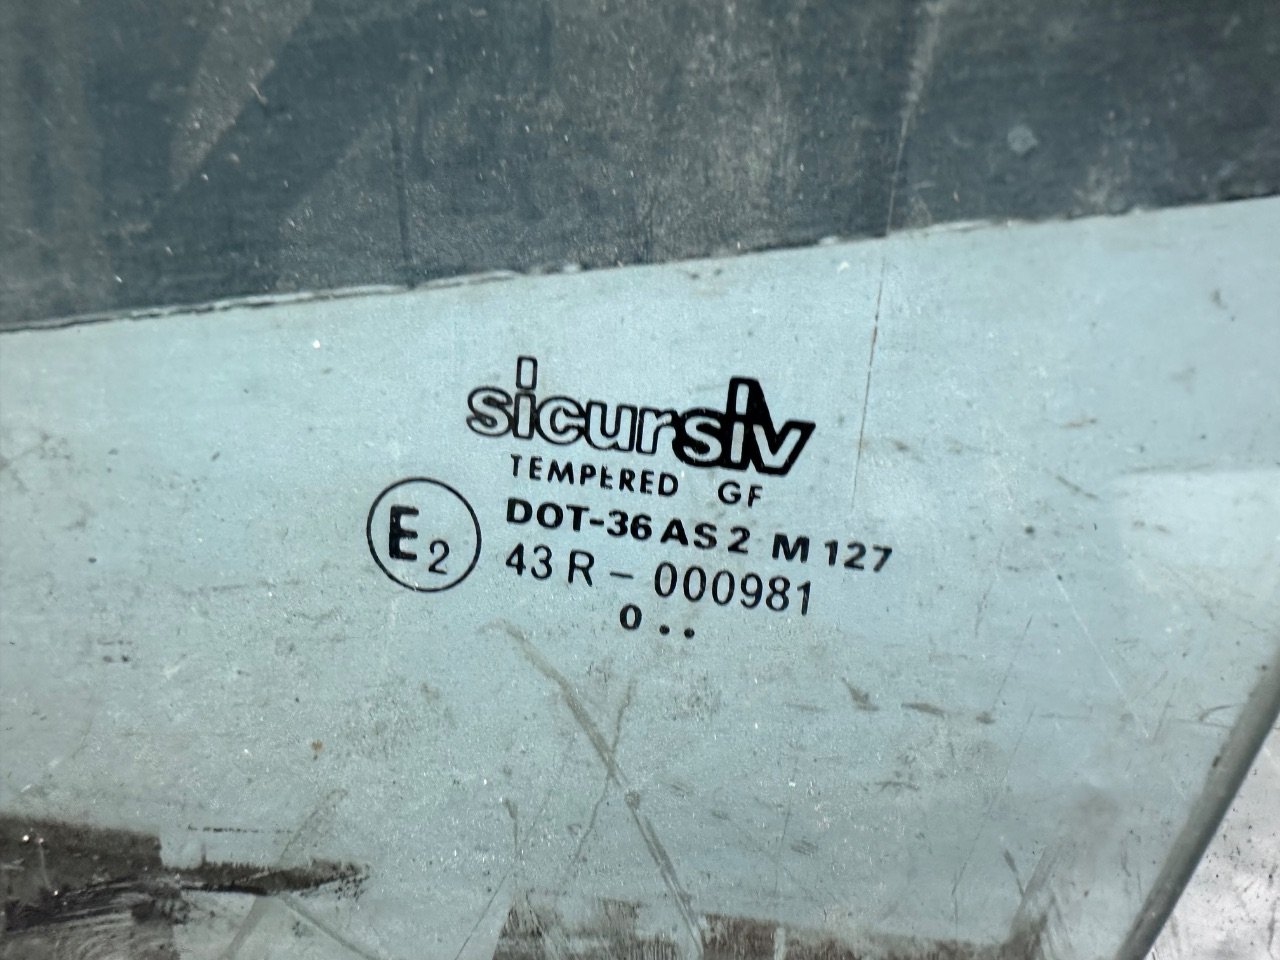 sicursiv
TEMPERED GF
DOT-36 AS 2 M 127
E2
43 R - 000981
0 ..